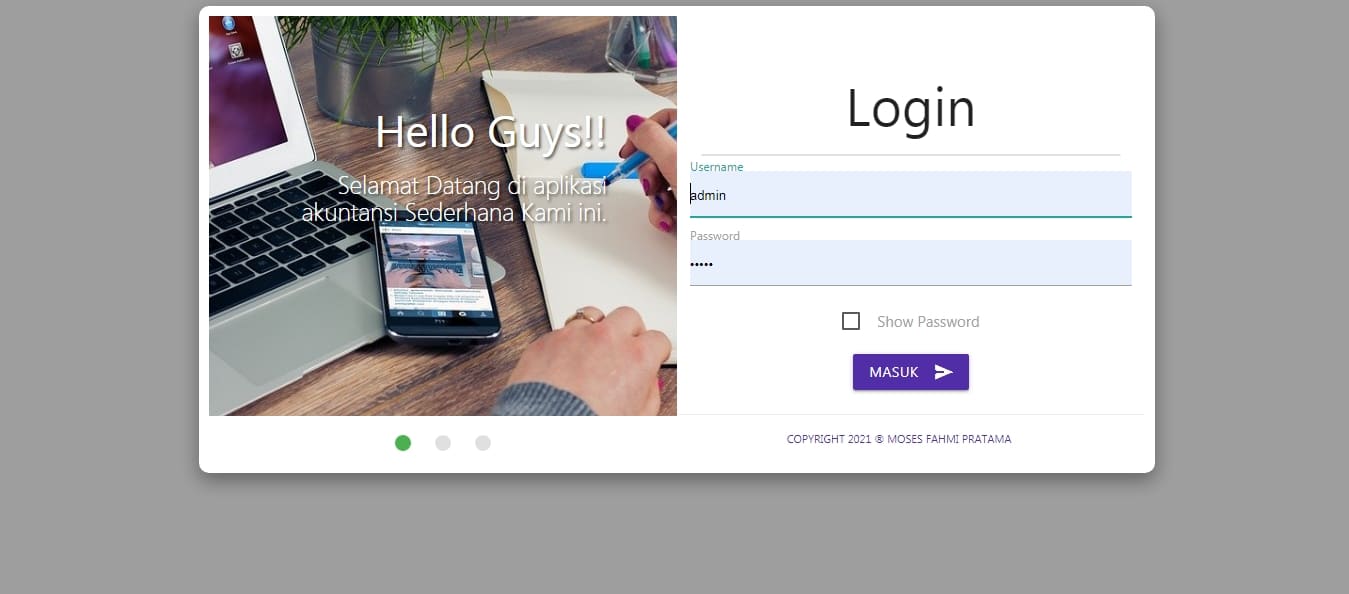 Hello Guys!!
Selamat Datang di aplikasi
akuntansi Sederhana Kami ini.
Login
Username
admin
Password
•••••
Show Password
MASUK
COPYRIGHT 2021 ® MOSES FAHMI PRATAMA